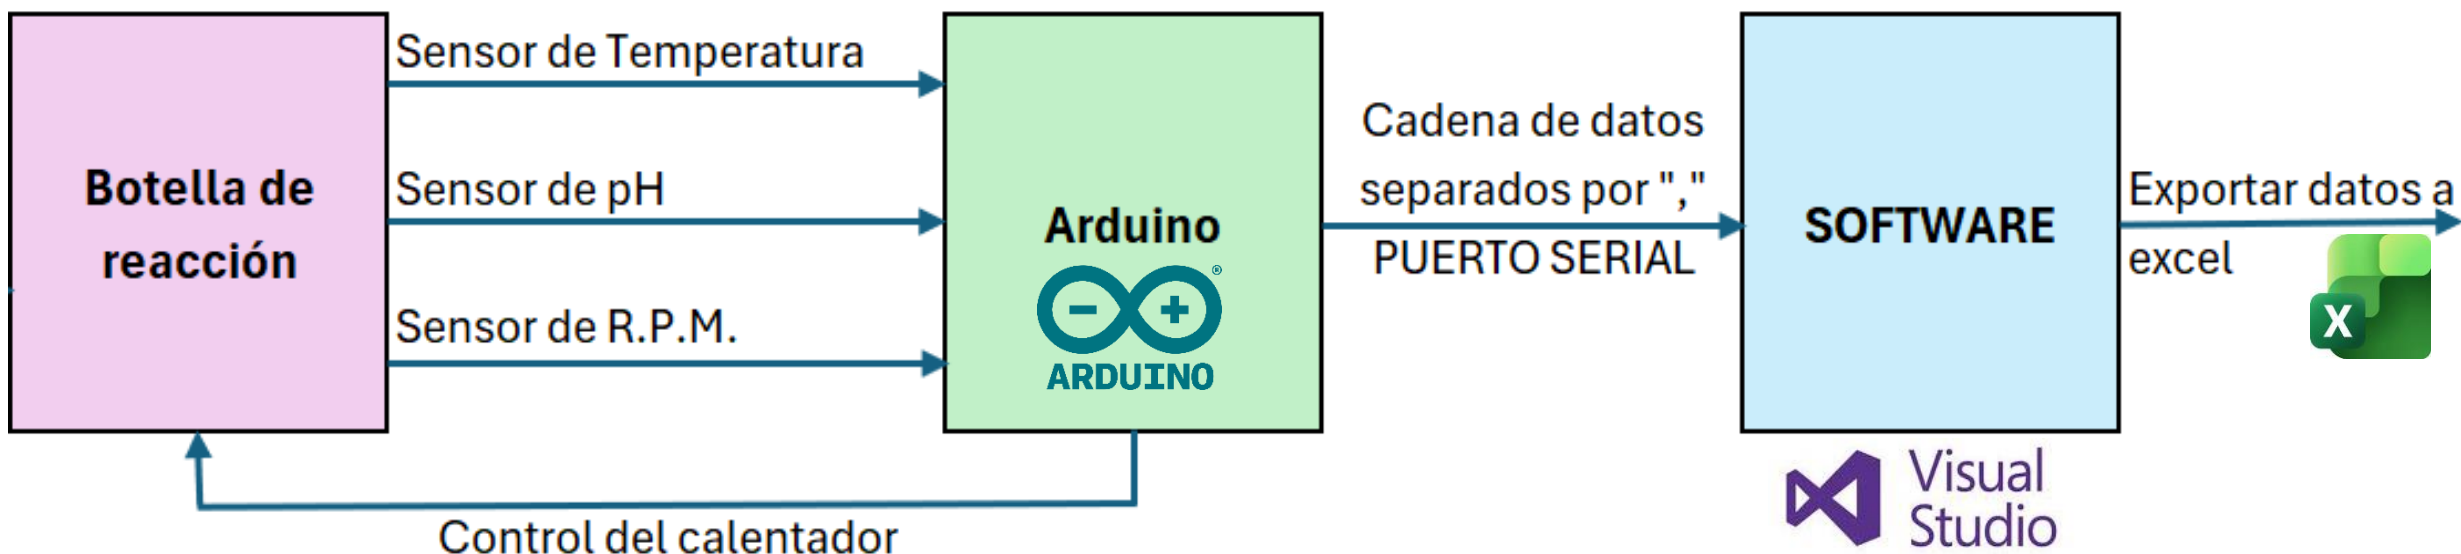 Botella de
reacción
Sensor de Temperatura
Sensor de pH
Sensor de R.P.M.
Arduino
®
ARDUINO
Control del calentador
Cadena de datos
separados por ","
PUERTO SERIAL
SOFTWARE
Visual
Studio
Exportar datos a
excel
X